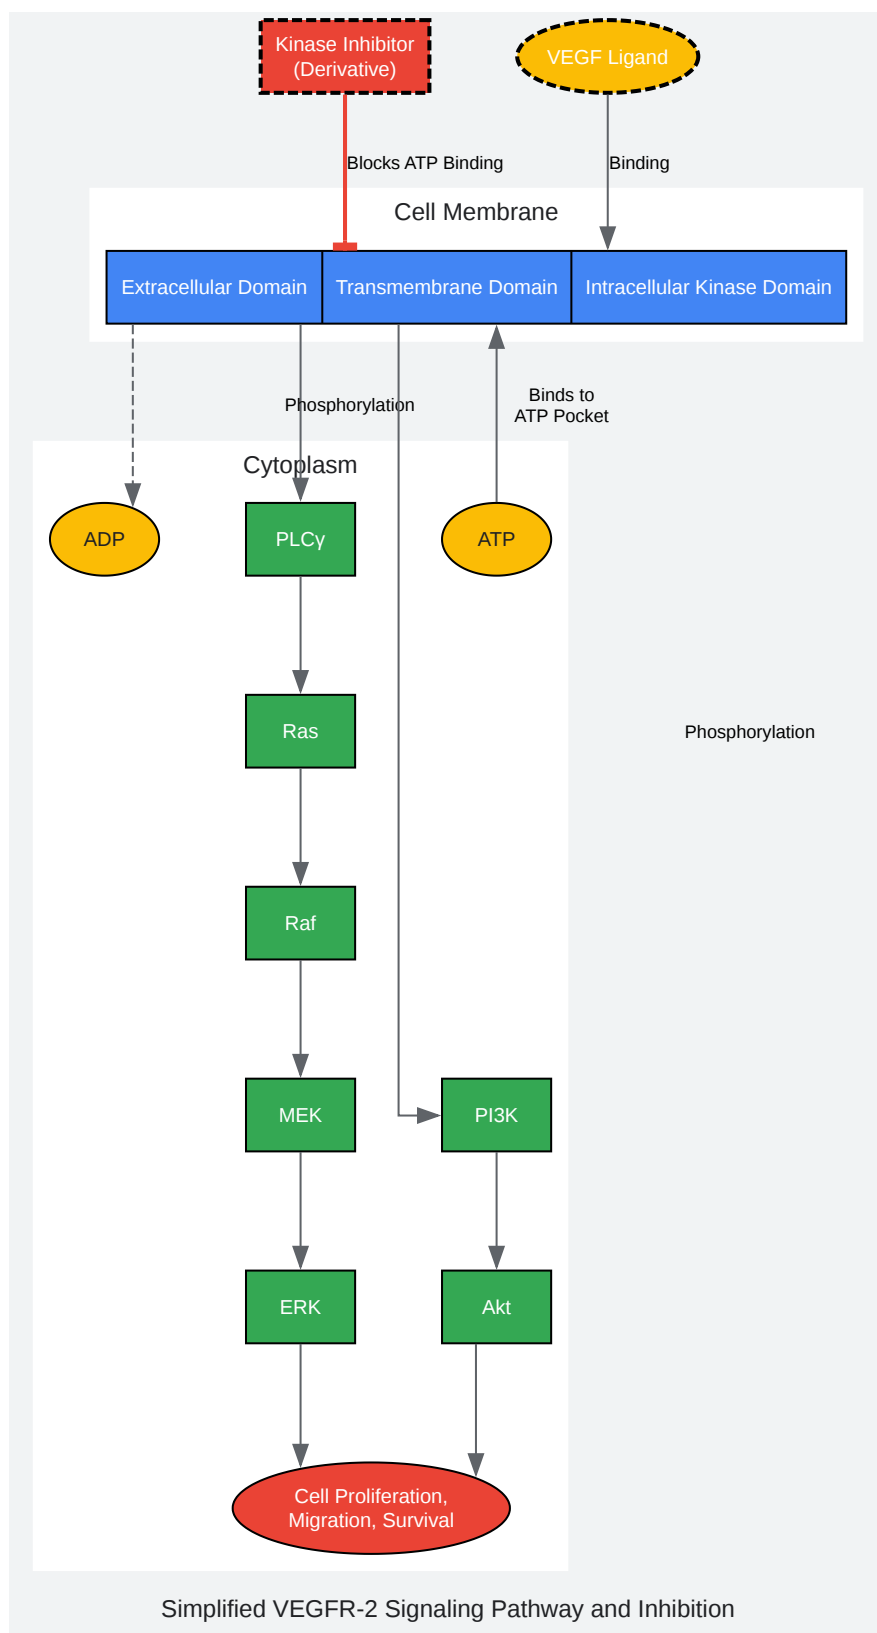 Kinase Inhibitor
(Derivative)
VEGF Ligand
Blocks ATP Binding
Binding
Cell Membrane
Extracellular Domain
Transmembrane Domain
Intracellular Kinase Domain
Phosphorylation
Binds to
ATP Pocket
Cytoplasm
ADP
PLCγ
ATP
Ras
Phosphorylation
Raf
MEK
PI3K
ERK
Akt
Cell Proliferation,
Migration, Survival
Simplified VEGFR-2 Signaling Pathway and Inhibition